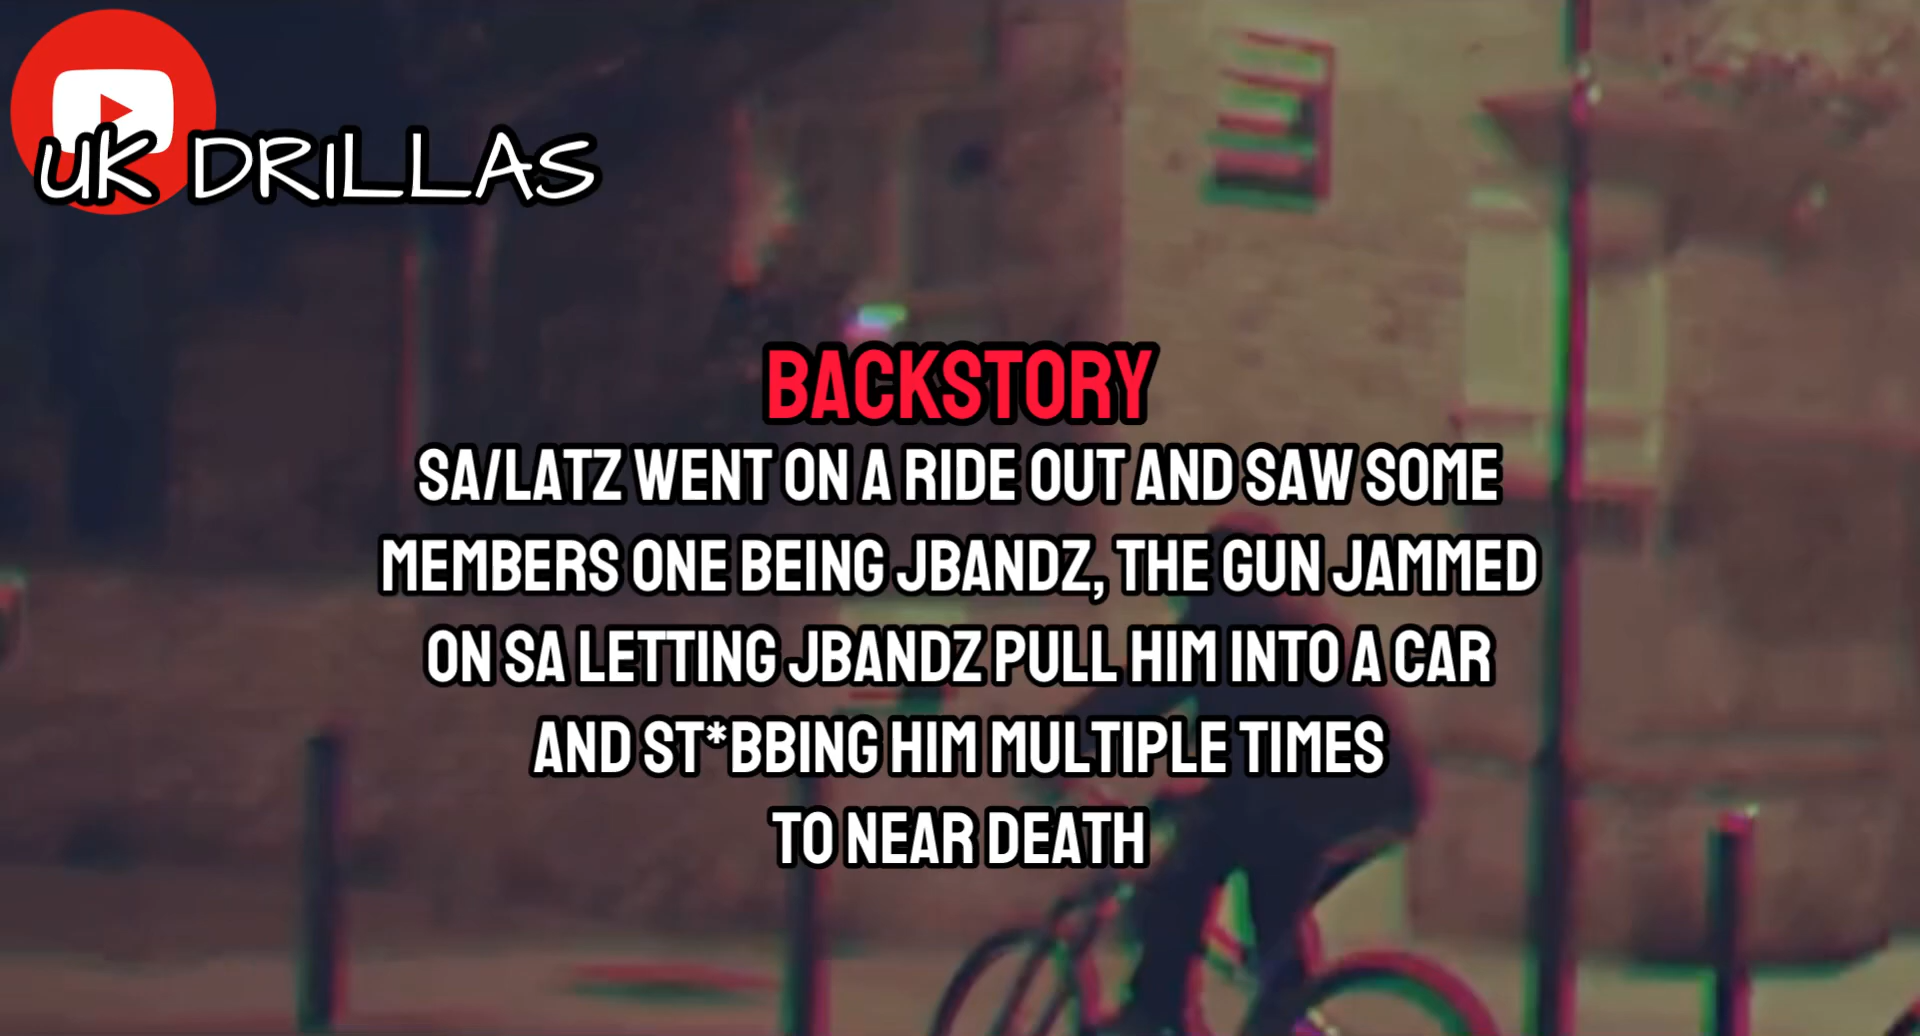 UK DRILLAS
BACKSTORY
SA/LATZ WENT ON A RIDE OUT AND SAW SOME
MEMBERS ONE BEING JBANDZ, THE GUN JAMMED
ON SA LETTING JBANDZ PULL HIM INTO A CAR
AND ST*BBING HIM MULTIPLE TIMES
TO NEAR DEATH